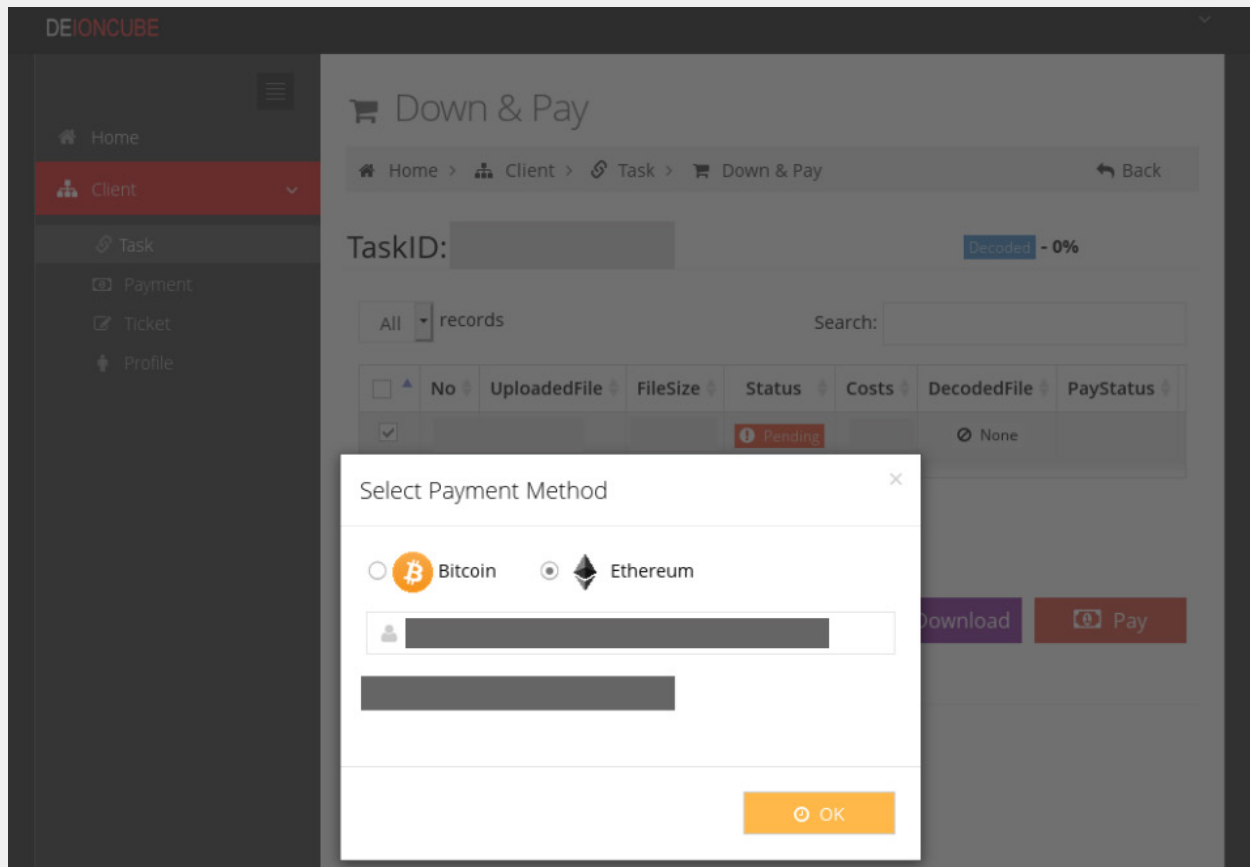 DEIONCUBE
Home
Client
Task
Payment
Ticket
Profile
Down & Pay
Home > Client > Task > Down & Pay Back
TaskID: Decoded - 0%
All records Search:
No UploadedFile FileSize Status Costs DecodedFile PayStatus
Pending None
Select Payment Method ×
Bitcoin Ethereum
Download Pay
OK